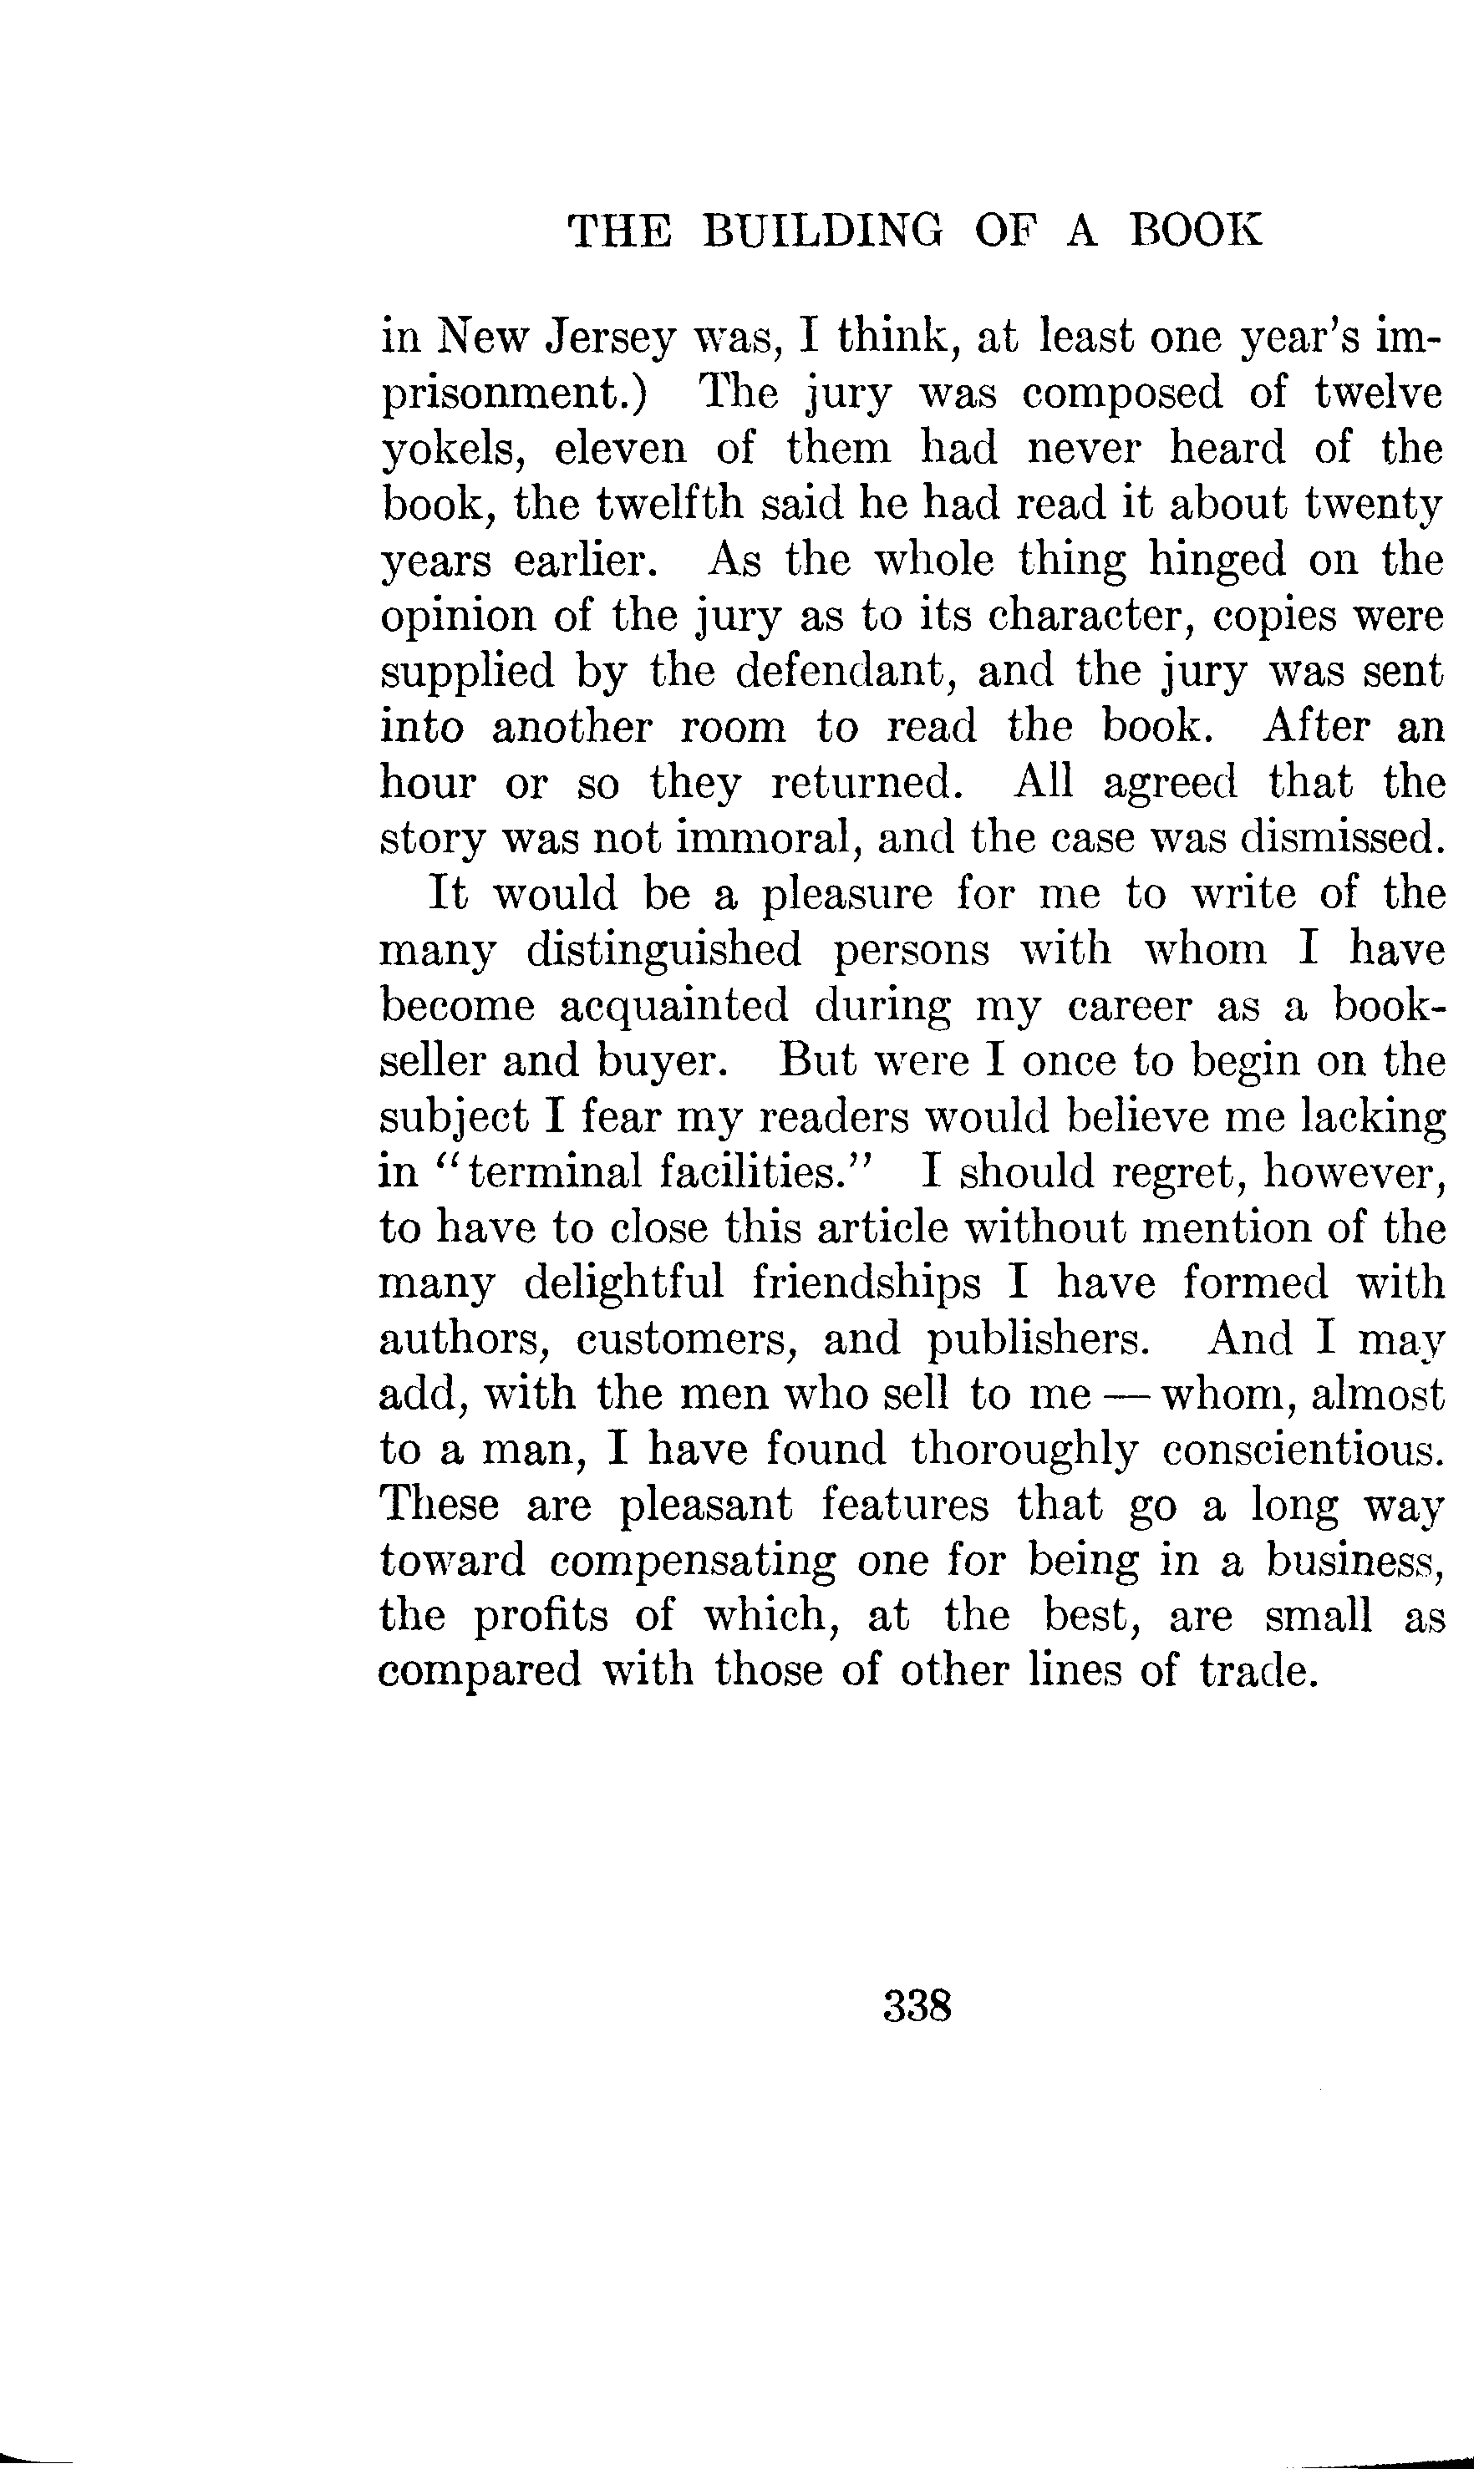 THE BUILDING OF A BOOK
in New Jersey was, I think, at least one year's im-
prisonment.) The jury was composed of twelve
yokels, eleven of them had never heard of the
book, the twelfth said he had read it about twenty
years earlier. As the whole thing hinged on the
opinion of the jury as to its character, copies were
supplied by the defendant, and the jury was sent
into another room to read the book. After an
hour or so they returned. All agreed that the
story was not immoral, and the case was dismissed.
It would be a pleasure for me to write of the
many distinguished persons with whom I have
become acquainted during my career as a book-
seller and buyer. But were I once to begin on the
subject I fear my readers would believe me lacking
in "terminal facilities." I should regret, however,
to have to close this article without mention of the
many delightful friendships I have formed with
authors, customers, and publishers. And I may
add, with the men who sell to me — whom, almost
to a man, I have found thoroughly conscientious.
These are pleasant features that go a long way
toward compensating one for being in a business,
the profits of which, at the best, are small as
compared with those of other lines of trade.
338